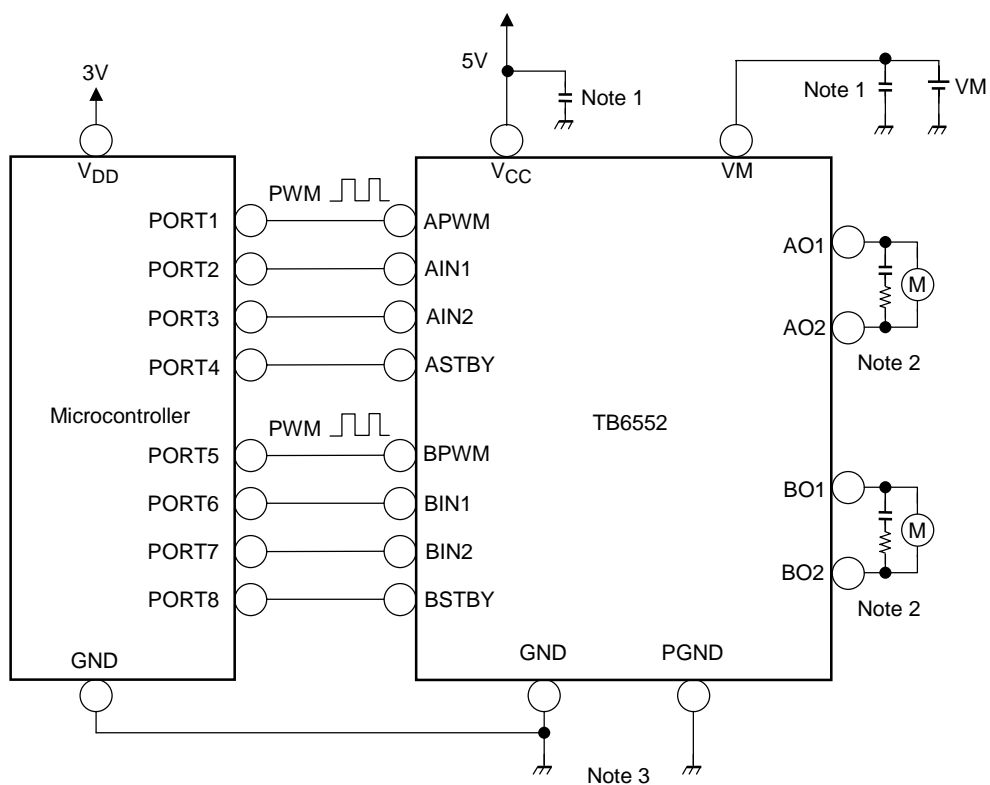 5V
3V
Note 1
Note 1
VM
VDD
VCC
VM
PWM
PORT1
APWM
PORT2
AIN1
AO1
M
PORT3
AIN2
AO2
PORT4
ASTBY
Note 2
Microcontroller
PWM
TB6552
PORT5
BPWM
PORT6
BIN1
BO1
M
PORT7
BIN2
BO2
PORT8
BSTBY
Note 2
GND
GND
PGND
Note 3